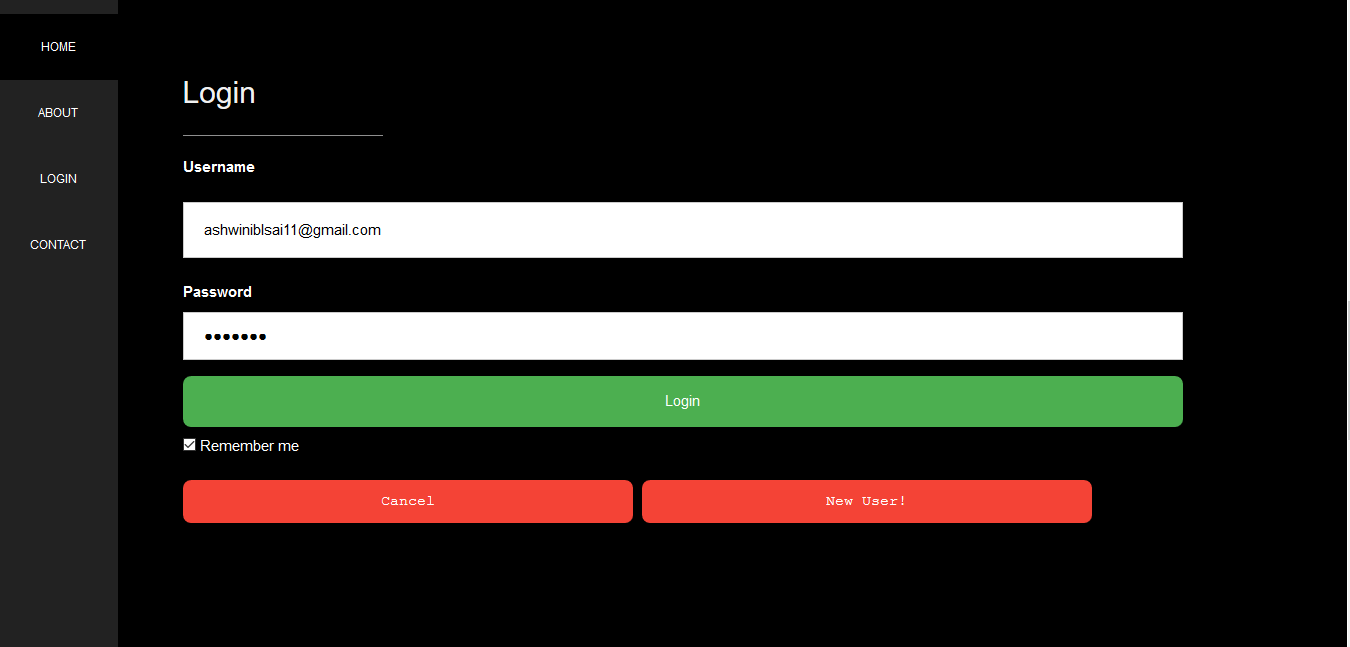 HOME
ABOUT
LOGIN
CONTACT
Login
Username
ashwiniblsai11@gmail.com
Password
•••••••
Login
Remember me
Cancel
New User!